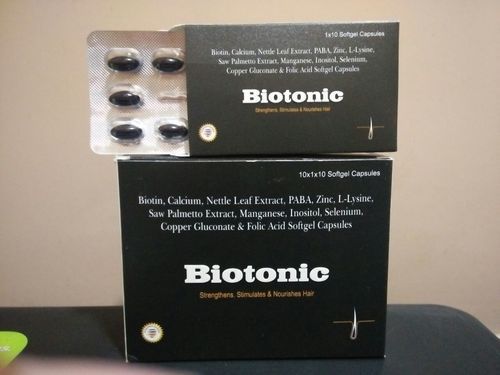 1x10 Softgel Capsules
Biotin, Calcium, Nettle Leaf Extract, PABA, Zinc, L-Lysine,
Saw Palmetto Extract, Manganese, Inositol, Selenium,
Copper Gluconate & Folic Acid Softgel Capsules
Biotonic
Strengthens, Stimulates & Nourishes Hair
10x1x10 Softgel Capsules
Biotin, Calcium, Nettle Leaf Extract, PABA, Zinc, L-Lysine,
Saw Palmetto Extract, Manganese, Inositol, Selenium,
Copper Gluconate & Folic Acid Softgel Capsules
Biotonic
Strengthens, Stimulates & Nourishes Hair